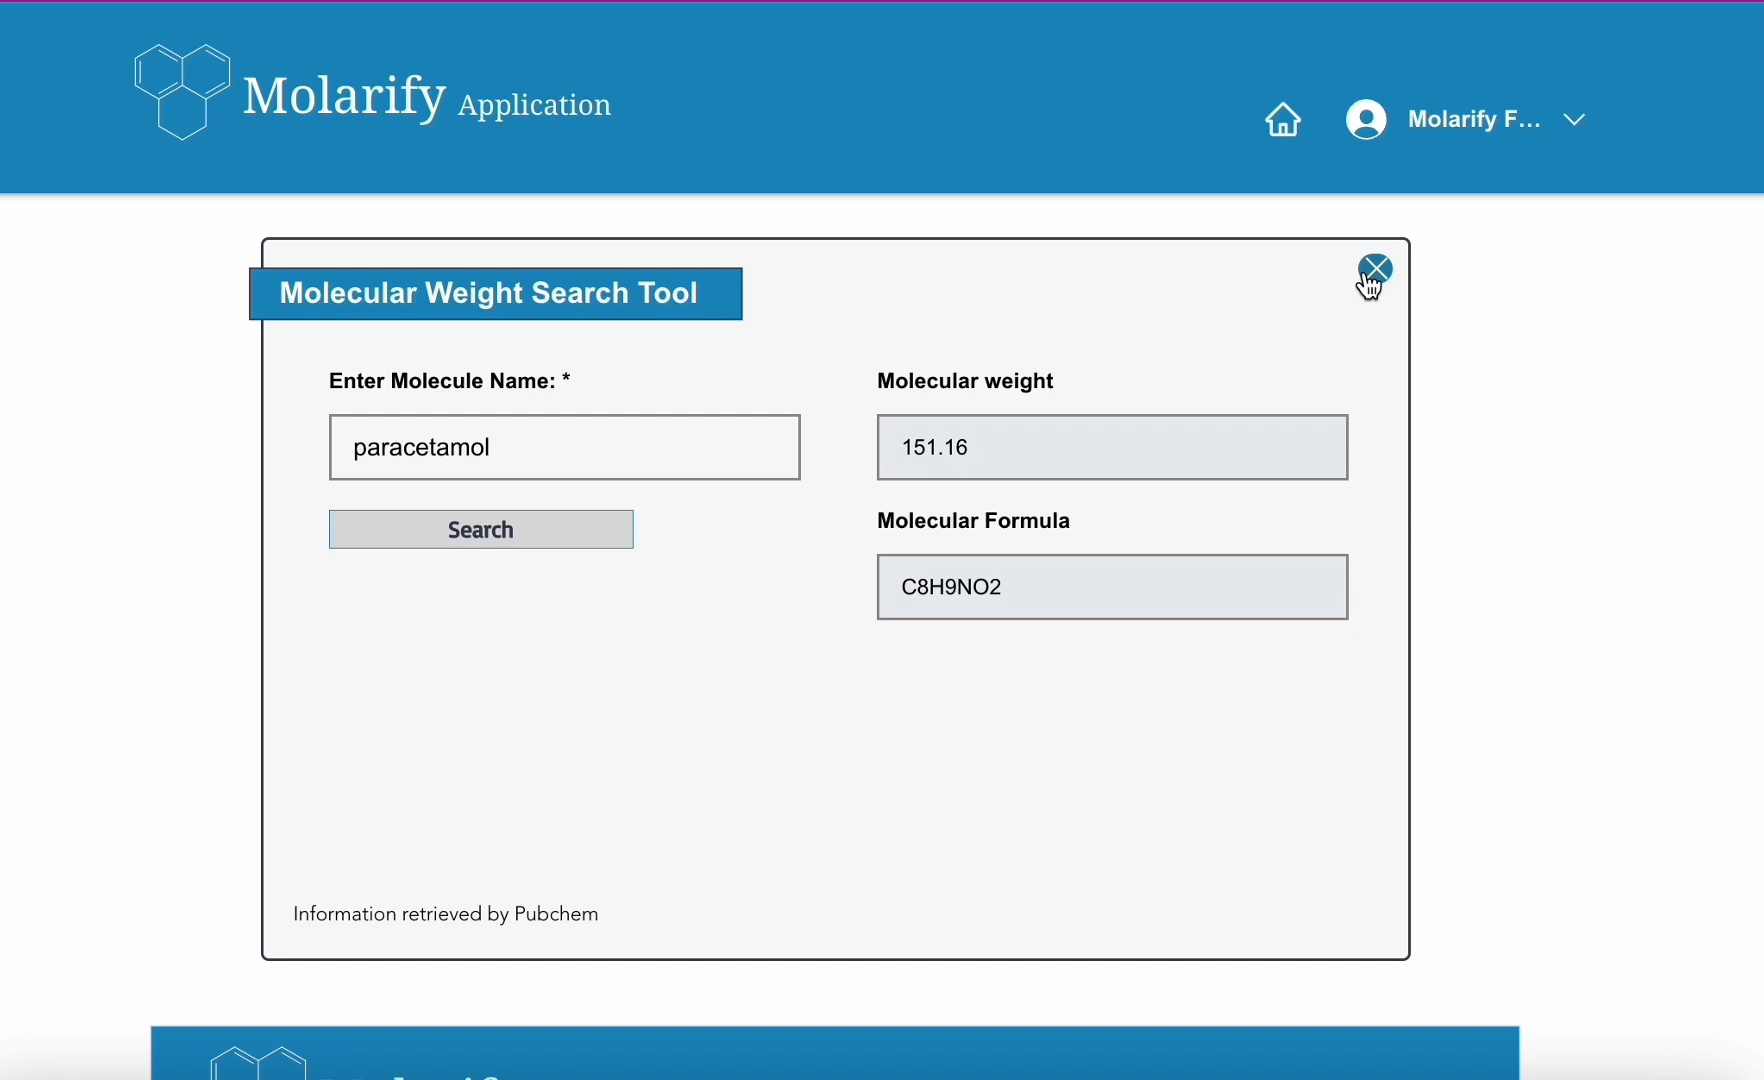 Molarify Application
Molarify F...
Molecular Weight Search Tool
Enter Molecule Name: *
Molecular weight
paracetamol
151.16
Search
Molecular Formula
C8H9NO2
Information retrieved by Pubchem